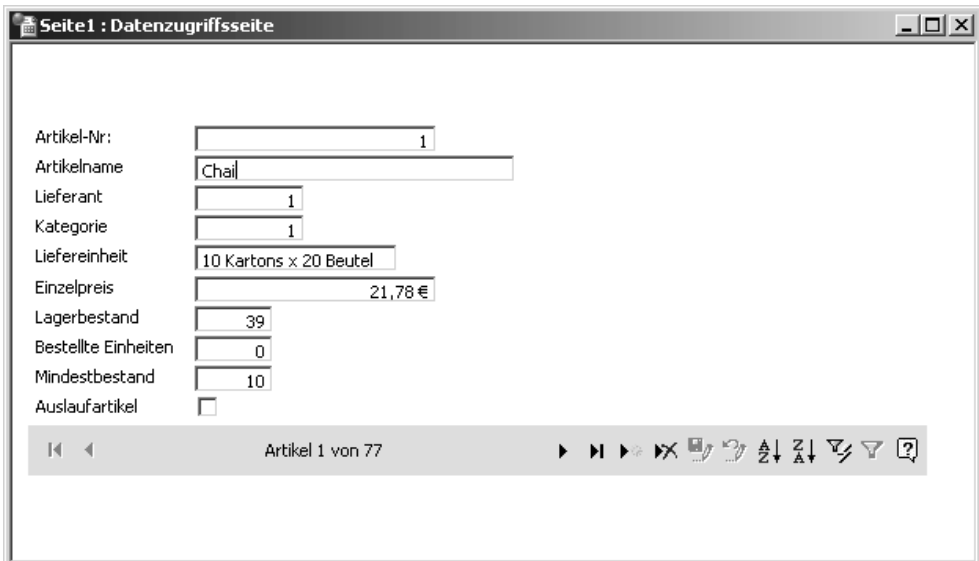 Seite1 : Datenzugriffsseite
Artikel-Nr: 1
Artikelname Chai
Lieferant 1
Kategorie 1
Liefereinheit 10 Kartons x 20 Beutel
Einzelpreis 21,78 €
Lagerbestand 39
Bestellte Einheiten 0
Mindestbestand 10
Auslaufartikel
Artikel 1 von 77